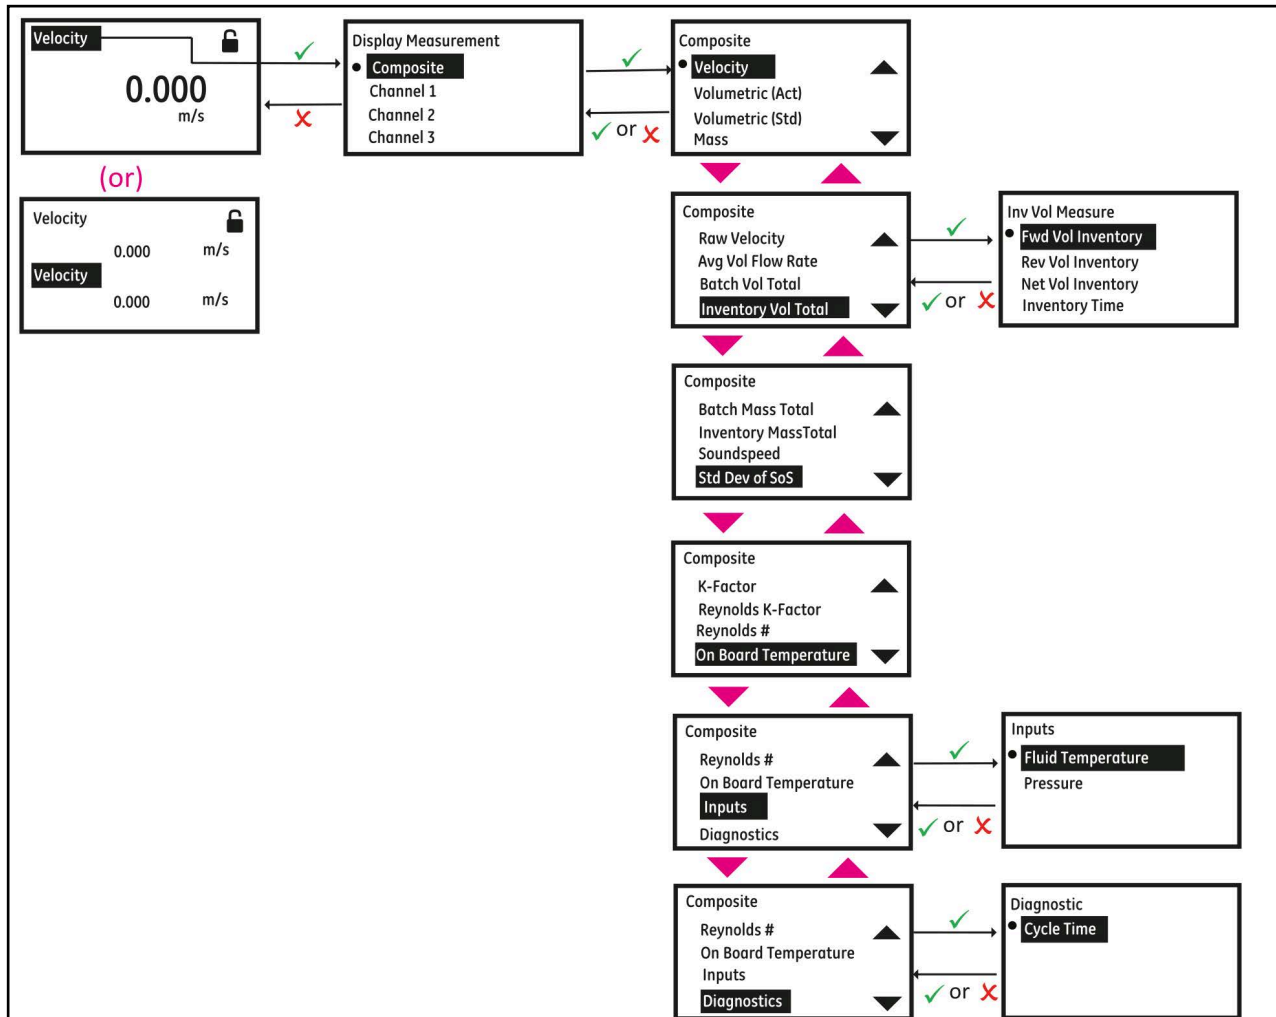 Velocity
0.000
m/s
(or)
Velocity
0.000 m/s
Velocity
0.000 m/s
Display Measurement
Composite
Channel 1
Channel 2
Channel 3
or
Composite
Velocity
Volumetric (Act)
Volumetric (Std)
Mass
Composite
Raw Velocity
Avg Vol Flow Rate
Batch Vol Total
Inventory Vol Total
or
Inv Vol Measure
Fwd Vol Inventory
Rev Vol Inventory
Net Vol Inventory
Inventory Time
Composite
Batch Mass Total
Inventory MassTotal
Soundspeed
Std Dev of SoS
Composite
K-Factor
Reynolds K-Factor
Reynolds #
On Board Temperature
Composite
Reynolds #
On Board Temperature
Inputs
Diagnostics
or
Inputs
Fluid Temperature
Pressure
Composite
Reynolds #
On Board Temperature
Inputs
Diagnostics
or
Diagnostic
Cycle Time